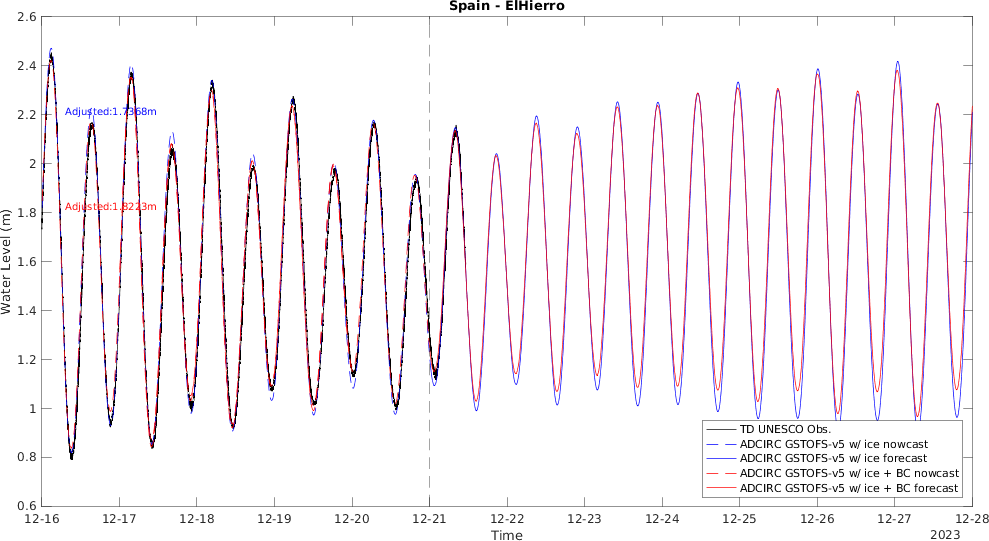 Spain - ElHierro
2.6
2.4
2.2
2
1.8
1.6
1.4
1.2
1
0.8
0.6
Water Level (m)
Adjusted:1.7368m
Adjusted:1.8223m
TD UNESCO Obs.
ADCIRC GSTOFS-v5 w/ ice nowcast
ADCIRC GSTOFS-v5 w/ ice forecast
ADCIRC GSTOFS-v5 w/ ice + BC nowcast
ADCIRC GSTOFS-v5 w/ ice + BC forecast
12-16 12-17 12-18 12-19 12-20 12-21 12-22 12-23 12-24 12-25 12-26 12-27 12-28
Time
2023